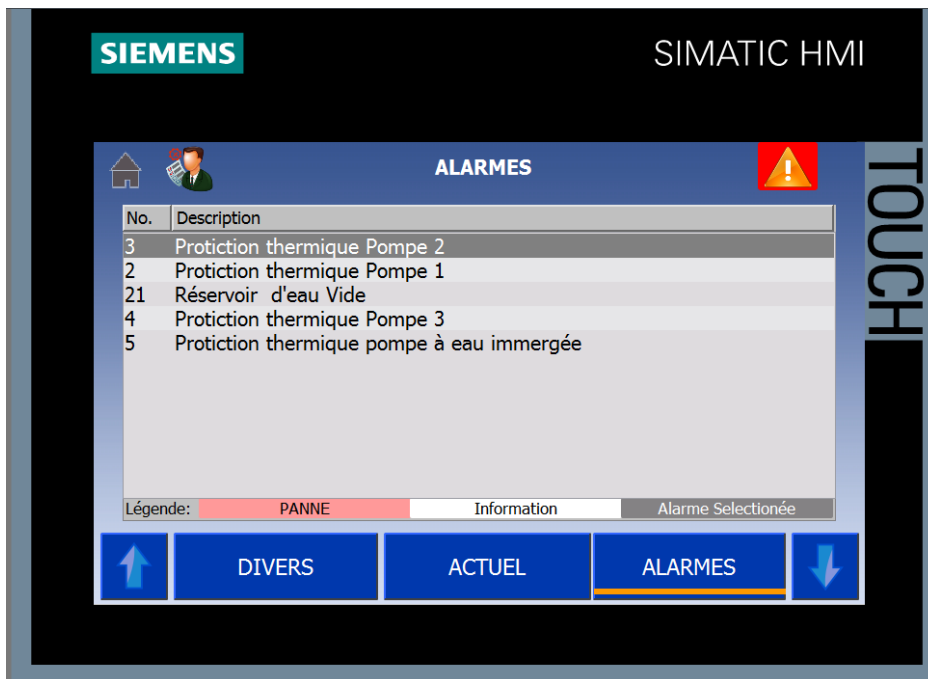 SIEMENS
SIMATIC HMI
TOUCH
ALARMES
No. Description
3 Protiction thermique Pompe 2
2 Protiction thermique Pompe 1
21 Réservoir d'eau Vide
4 Protiction thermique Pompe 3
5 Protiction thermique pompe à eau immergée
Légende: PANNE Information Alarme Selectionée
DIVERS ACTUEL ALARMES